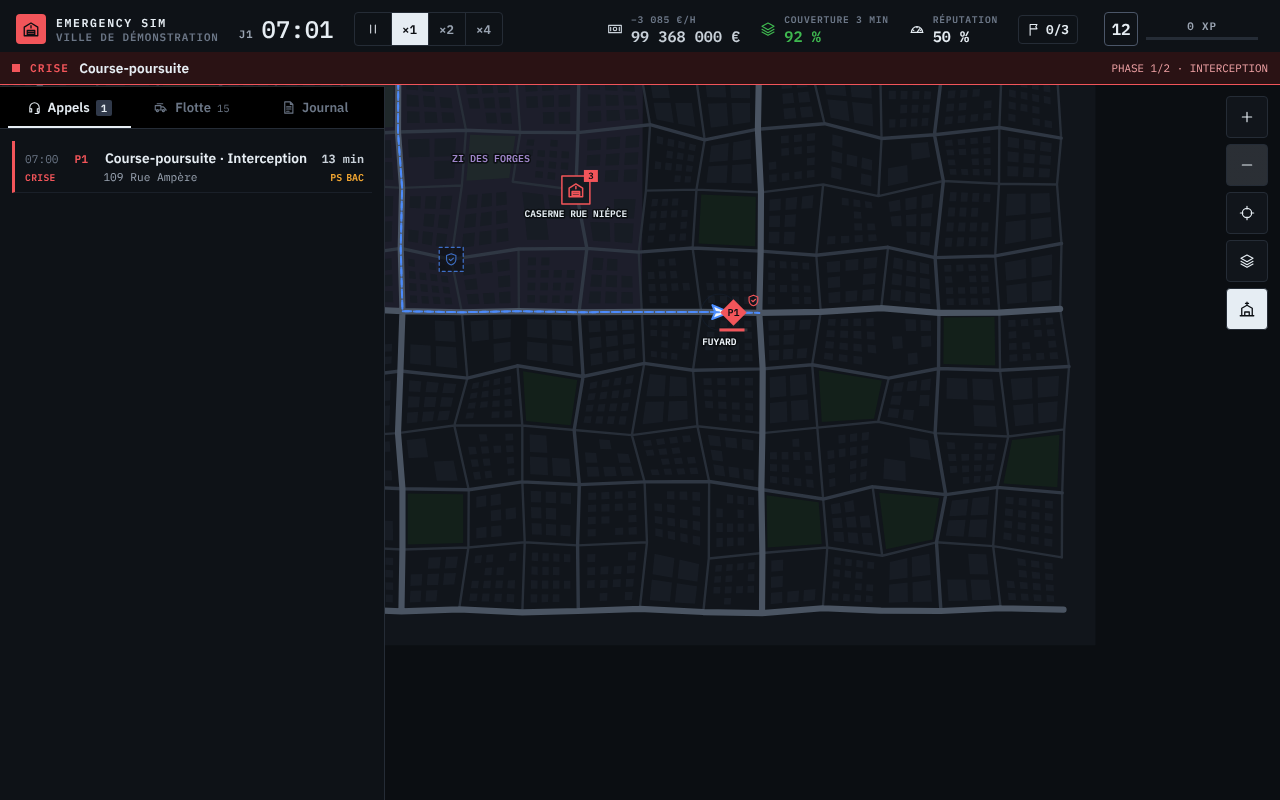 EMERGENCY SIM
VILLE DE DÉMONSTRATION
J1 07:01
×1 ×2 ×4
−3 085 €/H
99 368 000 €
COUVERTURE 3 MIN
92 %
RÉPUTATION
50 %
0/3
12
0 XP
CRISE Course-poursuite
PHASE 1/2 · INTERCEPTION
Appels 1
Flotte 15
Journal
07:00 P1 Course-poursuite · Interception 13 min
CRISE 109 Rue Ampère PS BAC
ZI DES FORGES
3
CASERNE RUE NIÉPCE
P1
FUYARD